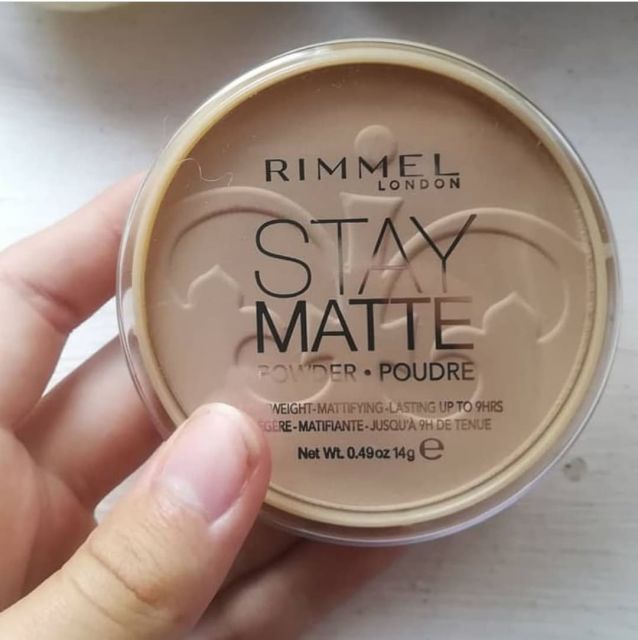 RIMMEL
LONDON
STAY
MATTE
POWDER • POUDRE
WEIGHT-MATTIFYING-LASTING UP TO 9HRS
GÈRE-MATIFIANTE-JUSQU'À 9H DE TENUE
Net Wt. 0.49oz 14g ℮